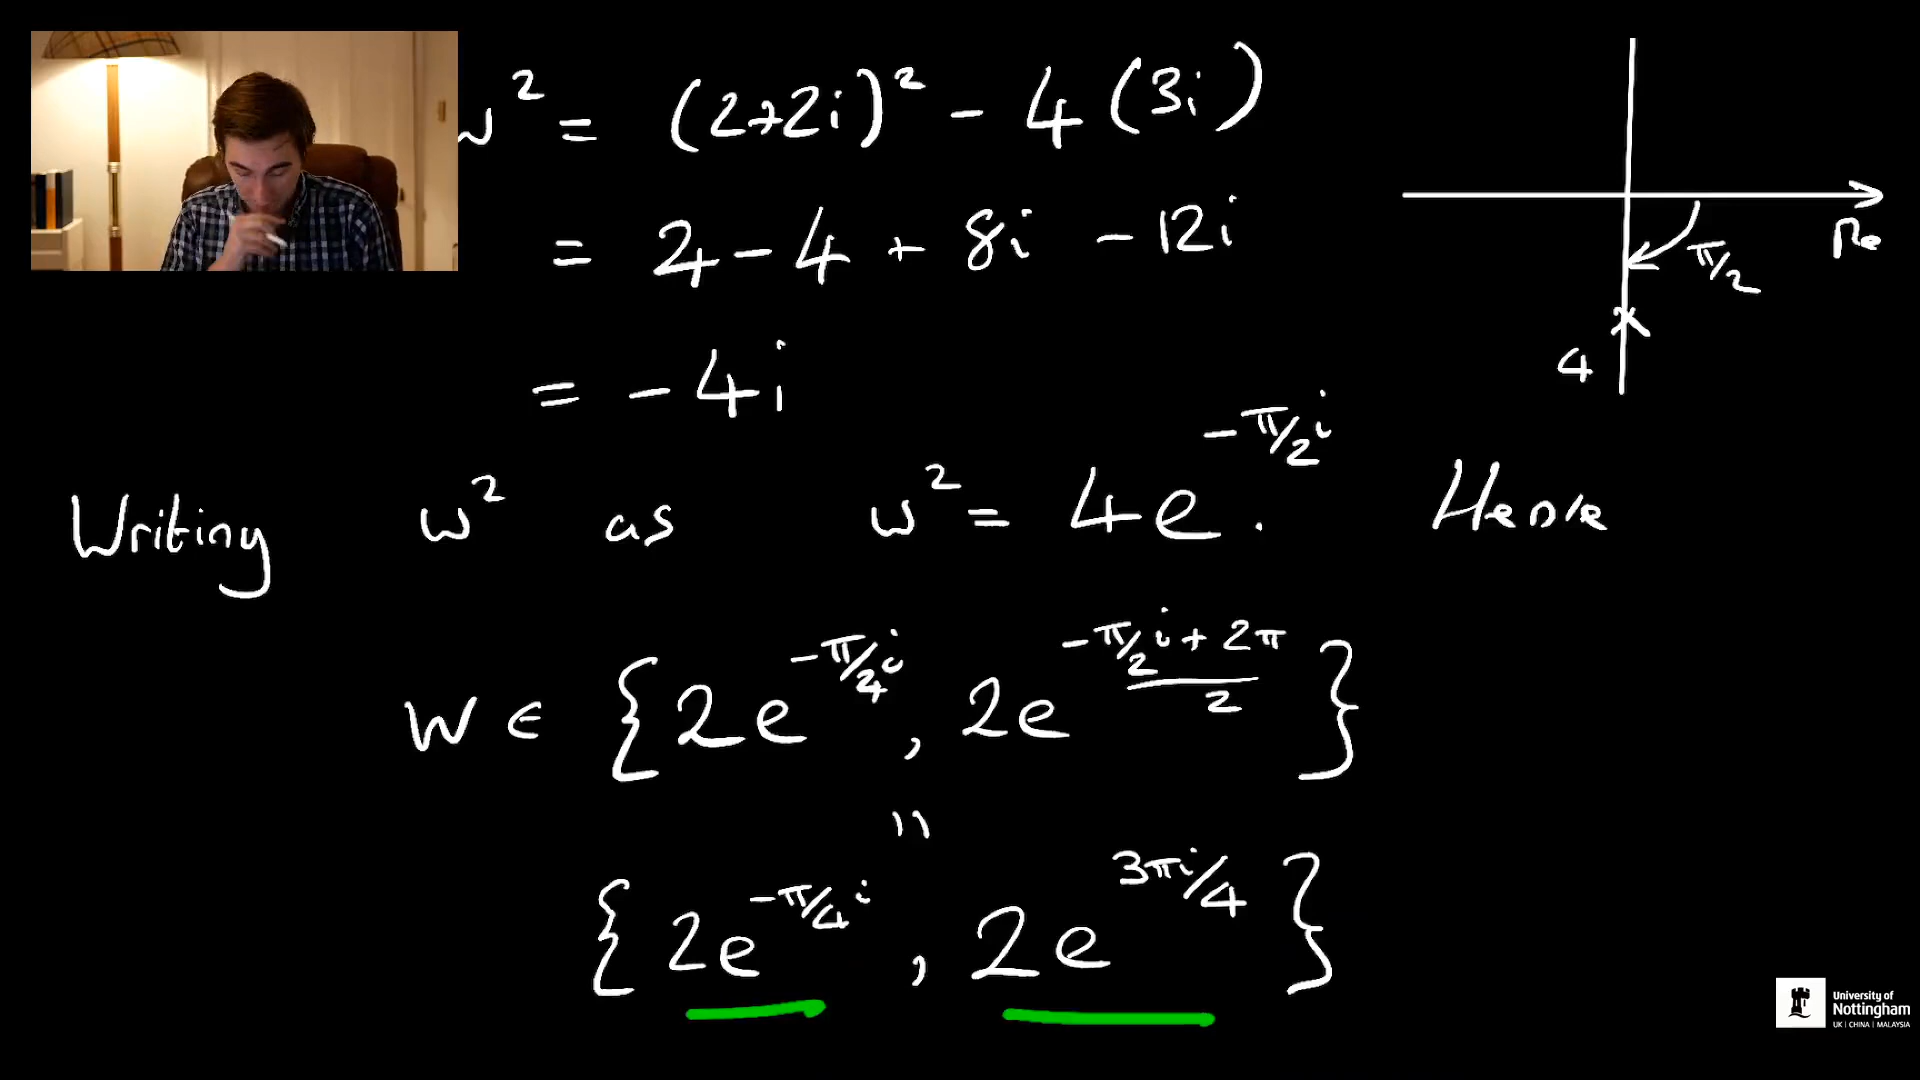 w² = (2+2i)² - 4(3i)
= 4 - 4 + 8i - 12i
= -4i
Re
π/2
4
Writing w² as w² = 4e^{-π/2 i}. Hence
w ∈ {2e^{-π/4 i}, 2e^{(-π/2 i + 2π)/2}}
"
{2e^{-π/4 i}, 2e^{3πi/4}}
University of
Nottingham
UK | CHINA | MALAYSIA